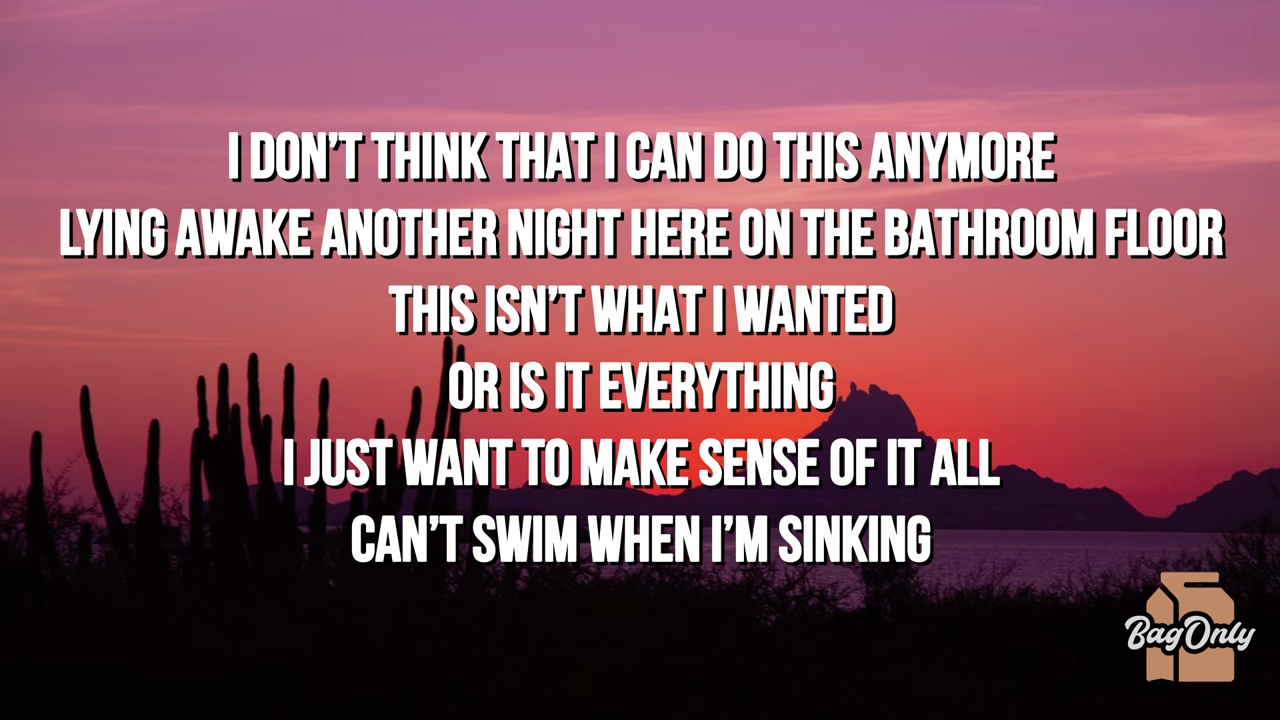 I DON'T THINK THAT I CAN DO THIS ANYMORE
LYING AWAKE ANOTHER NIGHT HERE ON THE BATHROOM FLOOR
THIS ISN'T WHAT I WANTED
OR IS IT EVERYTHING
I JUST WANT TO MAKE SENSE OF IT ALL
CAN'T SWIM WHEN I'M SINKING
BagOnly